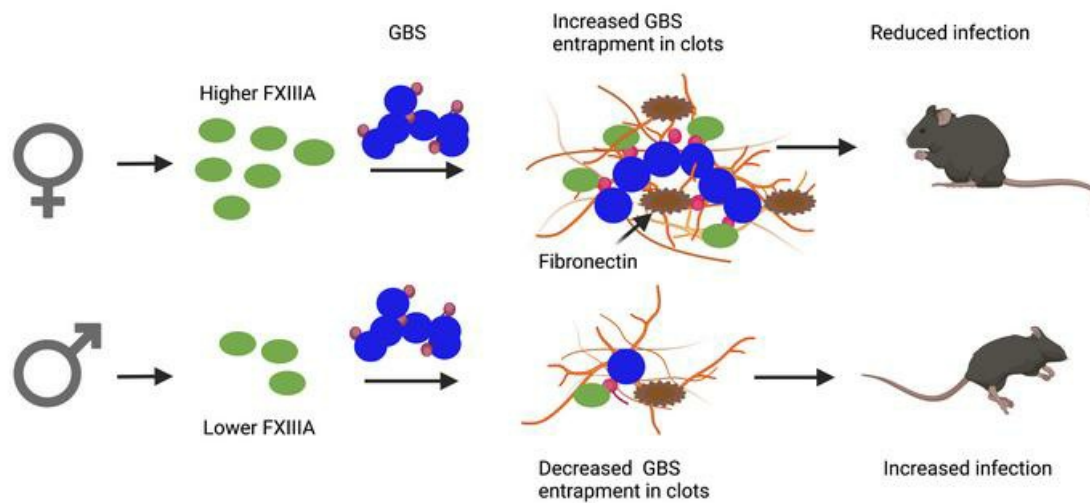 GBS
Increased GBS
entrapment in clots
Reduced infection
Higher FXIIIA
Fibronectin
Lower FXIIIA
Decreased GBS
entrapment in clots
Increased infection